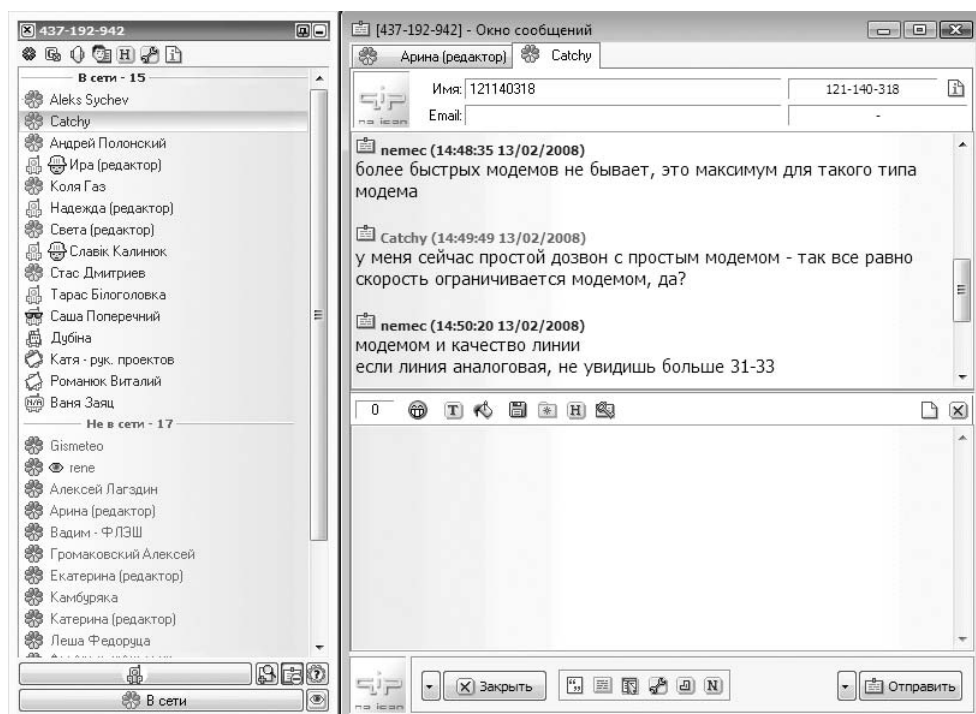 437-192-942
В сети - 15
Aleks Sychev
Catchy
Андрей Полонский
Ира (редактор)
Коля Газ
Надежда (редактор)
Света (редактор)
Славік Калинюк
Стас Дмитриев
Тарас Білоголовка
Саша Поперечний
Дубіна
Катя - рук. проектов
Романюк Виталий
N/A Ваня Заяц
Не в сети - 17
Gismeteo
rene
Алексей Лагздин
Арина (редактор)
Вадим - ФЛЭШ
Громаковский Алексей
Екатерина (редактор)
Камбуряка
Катерина (редактор)
Леша Федоруца
В сети
[437-192-942] - Окно сообщений
Арина (редактор) Catchy
qip no icon
Имя: 121140318 121-140-318
Email: -
nemec (14:48:35 13/02/2008)
более быстрых модемов не бывает, это максимум для такого типа
модема
Catchy (14:49:49 13/02/2008)
у меня сейчас простой дозвон с простым модемом - так все равно
скорость ограничивается модемом, да?
nemec (14:50:20 13/02/2008)
модемом и качество линии
если линия аналоговая, не увидишь больше 31-33
0 T H
qip no icon
Закрыть N Отправить